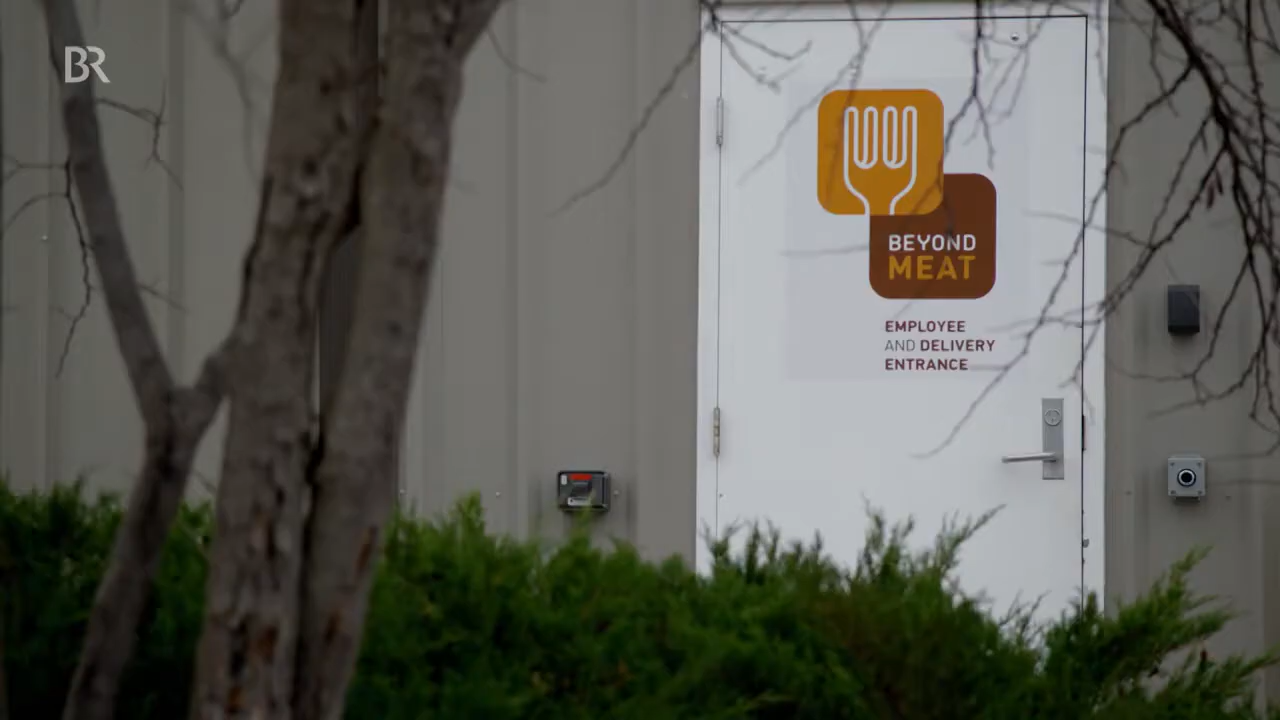 BR
BEYOND
MEAT
EMPLOYEE
AND DELIVERY
ENTRANCE